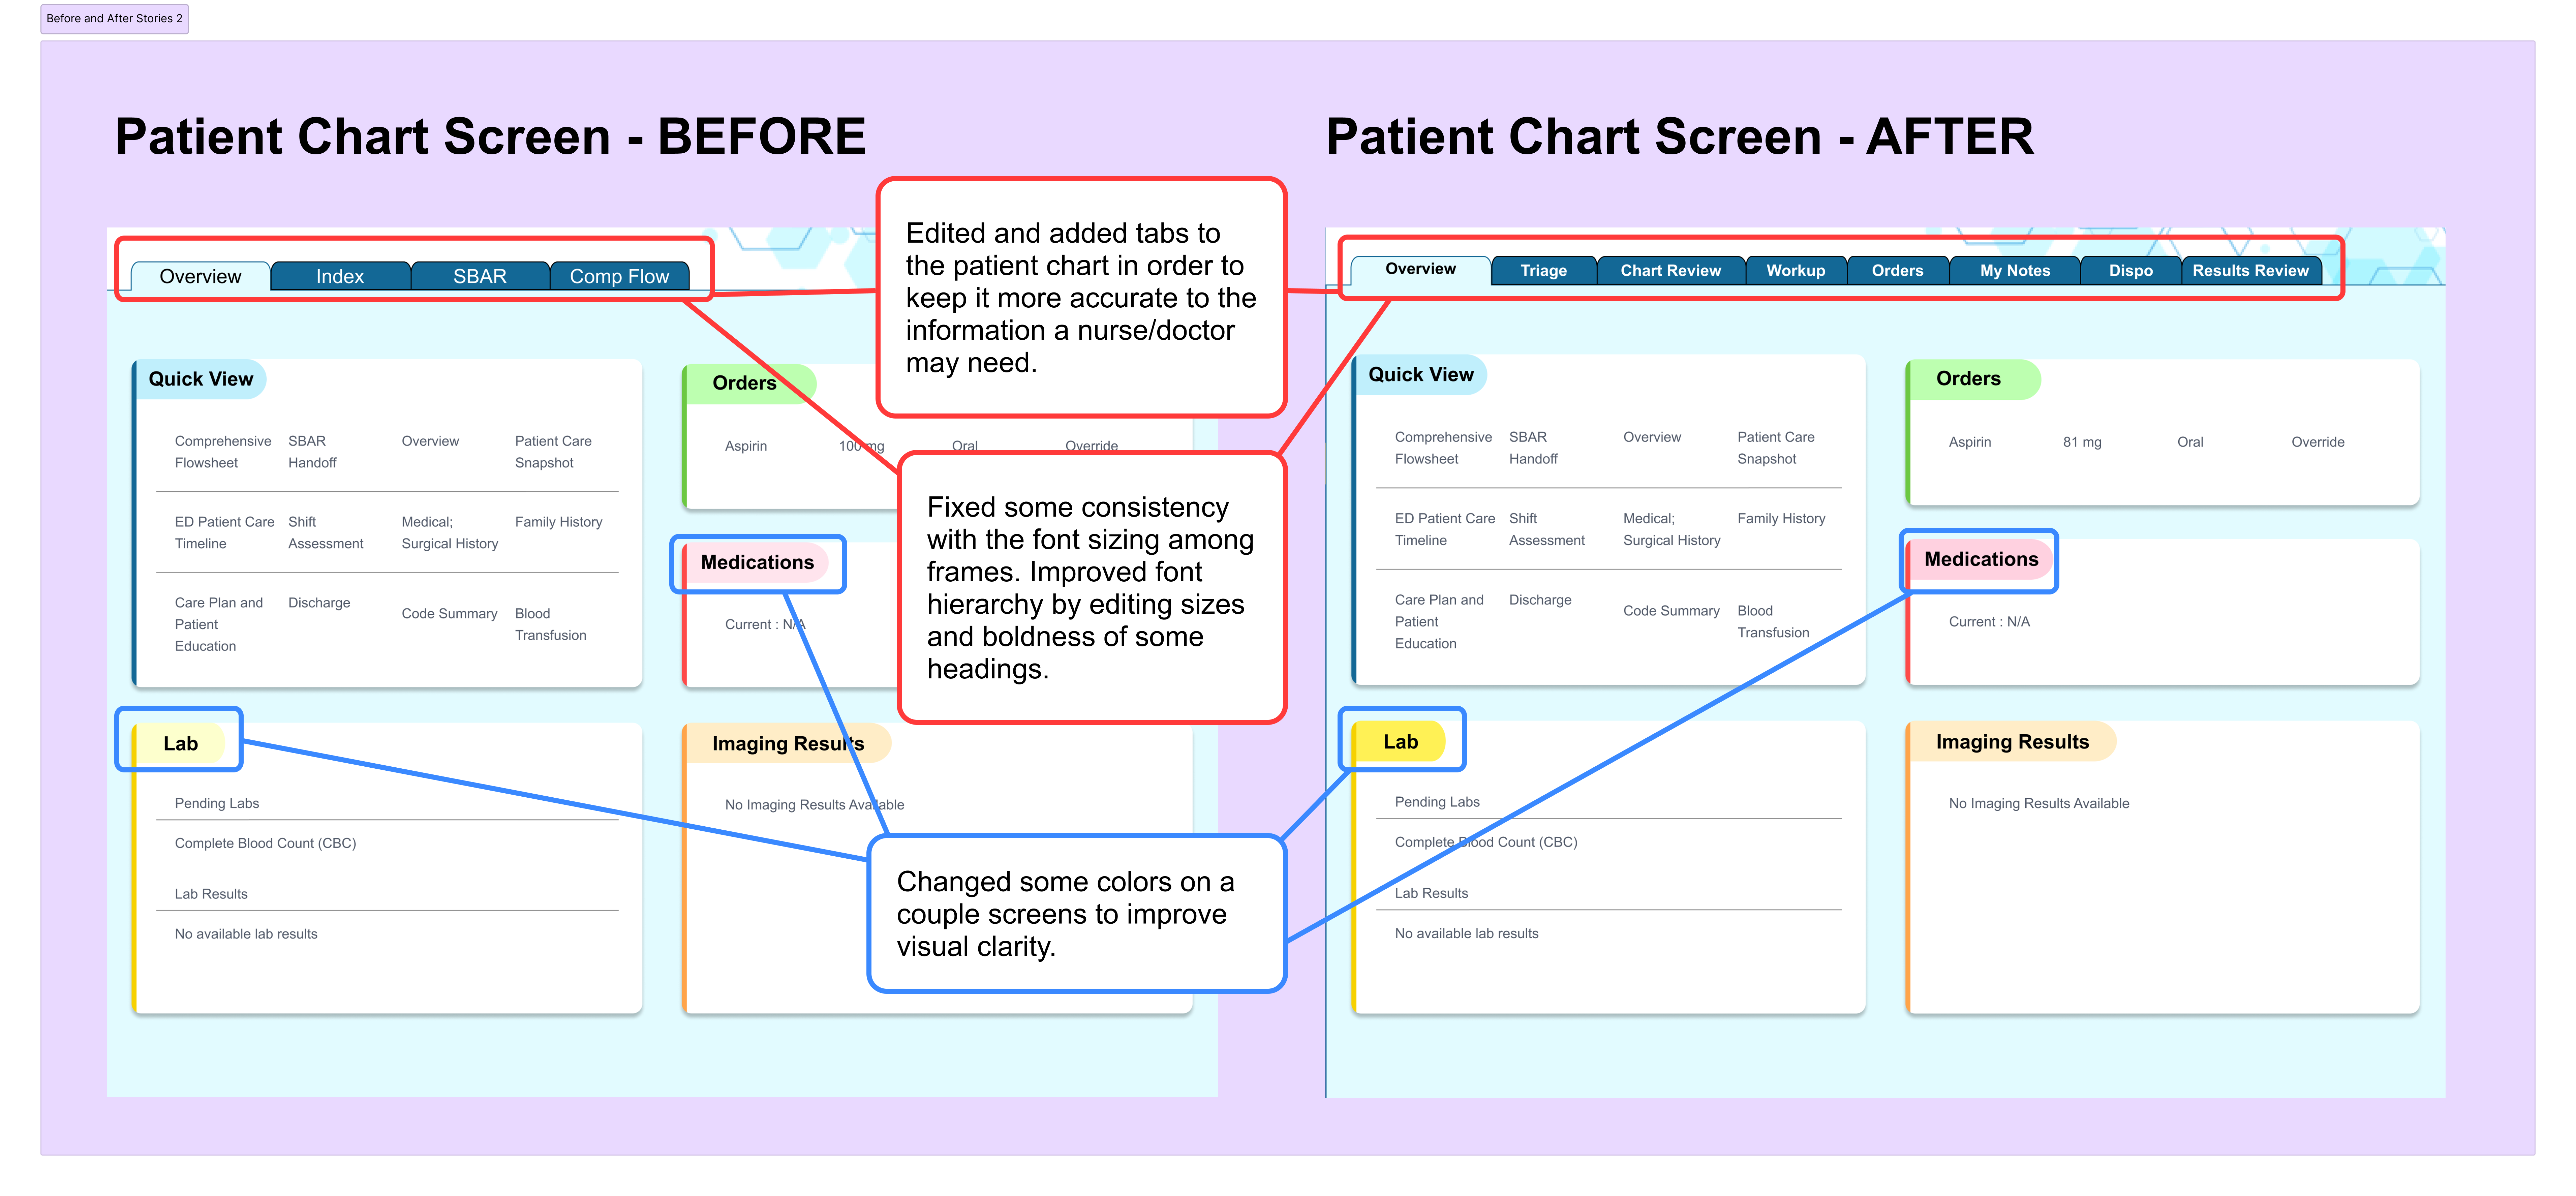 Before and After Stories 2
Patient Chart Screen - BEFORE
Overview
Index
SBAR
Comp Flow
Quick View
Comprehensive Flowsheet
SBAR Handoff
Overview
Patient Care Snapshot
ED Patient Care Timeline
Shift Assessment
Medical; Surgical History
Family History
Care Plan and Patient Education
Discharge
Code Summary
Blood Transfusion
Orders
Aspirin
100 mg
Oral
Override
Medications
Current : N/A
Lab
Pending Labs
Complete Blood Count (CBC)
Lab Results
No available lab results
Imaging Results
No Imaging Results Available
Edited and added tabs to
the patient chart in order to
keep it more accurate to the
information a nurse/doctor
may need.
Fixed some consistency
with the font sizing among
frames. Improved font
hierarchy by editing sizes
and boldness of some
headings.
Changed some colors on a
couple screens to improve
visual clarity.
Patient Chart Screen - AFTER
Overview
Triage
Chart Review
Workup
Orders
My Notes
Dispo
Results Review
Quick View
Comprehensive Flowsheet
SBAR Handoff
Overview
Patient Care Snapshot
ED Patient Care Timeline
Shift Assessment
Medical; Surgical History
Family History
Care Plan and Patient Education
Discharge
Code Summary
Blood Transfusion
Orders
Aspirin
81 mg
Oral
Override
Medications
Current : N/A
Lab
Pending Labs
Complete Blood Count (CBC)
Lab Results
No available lab results
Imaging Results
No Imaging Results Available